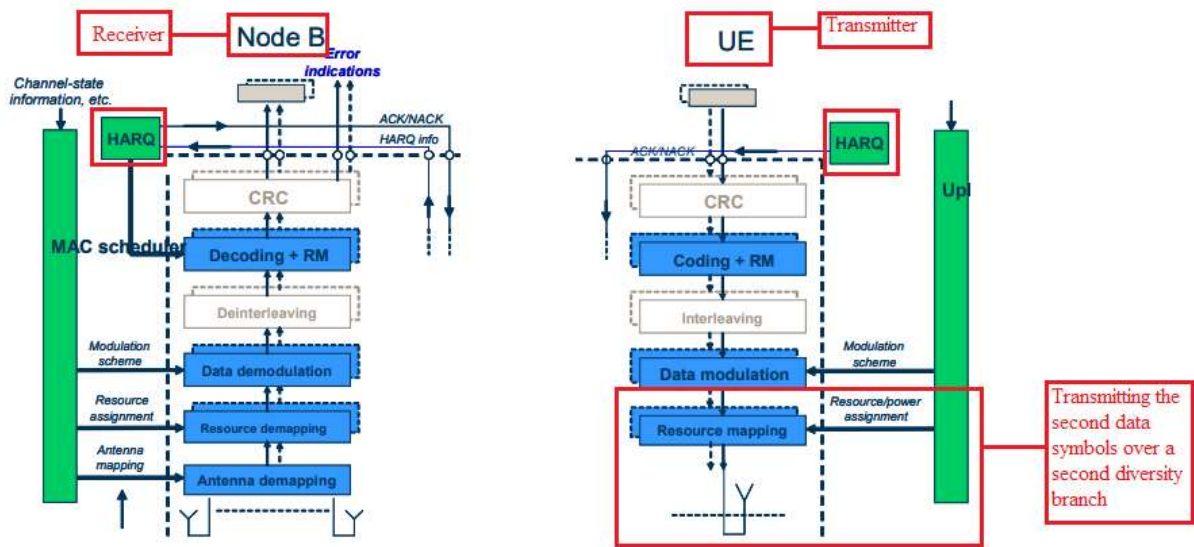 Receiver
Node B
UE
Transmitter
Error
indications
Channel-state
information, etc.
HARQ
ACK/NACK
HARQ info
ACK/NACK
HARQ
CRC
CRC
Upl
MAC scheduler
Decoding + RM
Coding + RM
Deinterleaving
Interleaving
Modulation
scheme
Data demodulation
Data modulation
Modulation
scheme
Resource
assignment
Resource demapping
Resource mapping
Resource/power
assignment
Transmitting the
second data
symbols over a
second diversity
branch
Antenna
mapping
Antenna demapping